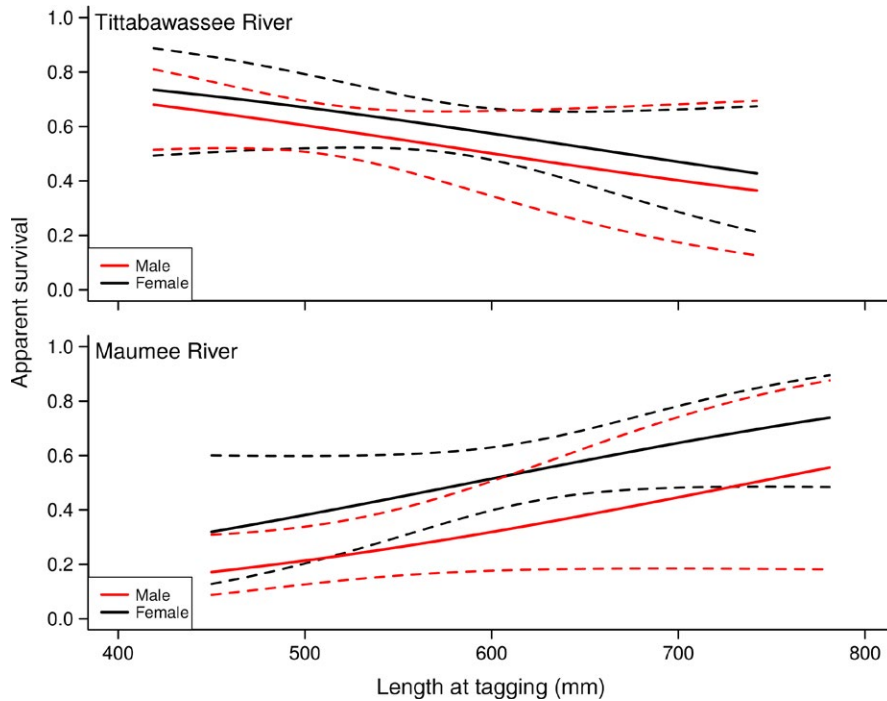 Tittabawassee River
1.0
0.8
0.6
0.4
0.2
0.0
Male
Female
Apparent survival
Maumee River
1.0
0.8
0.6
0.4
0.2
0.0
Male
Female
400 500 600 700 800
Length at tagging (mm)